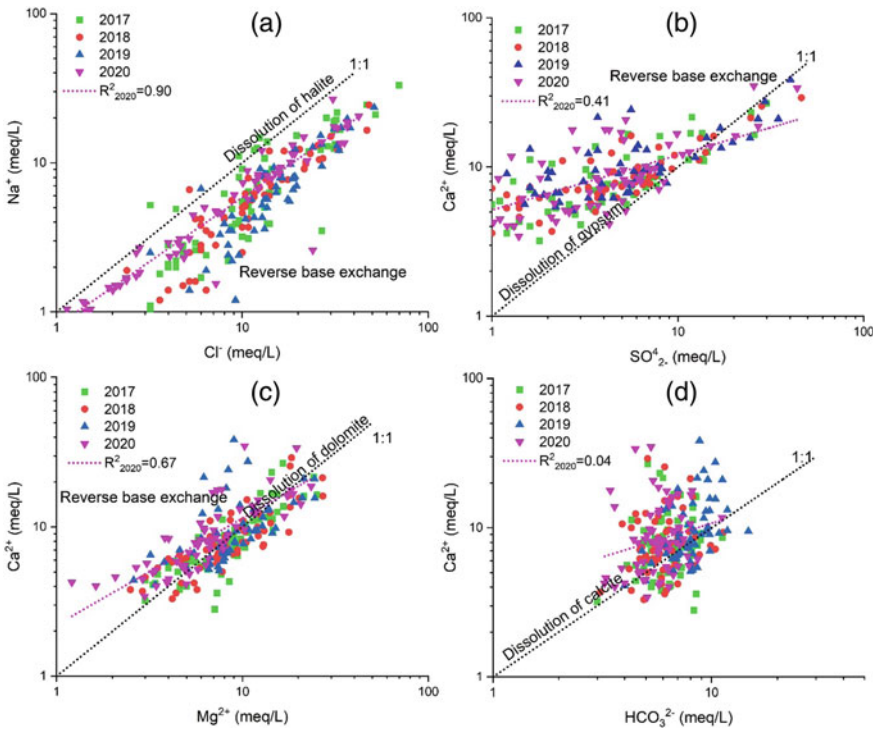 (a)
2017
2018
2019
2020
R²2020=0.90
1:1
Dissolution of halite
Reverse base exchange
100
10
1
Na⁺ (meq/L)
1
10
100
Cl⁻ (meq/L)
(b)
2017
2018
2019
2020
R²2020=0.41
1:1
Reverse base exchange
Dissolution of gypsum
100
10
1
Ca²⁺ (meq/L)
1
10
100
SO⁴₂₋ (meq/L)
(c)
2017
2018
2019
2020
R²2020=0.67
1:1
Dissolution of dolomite
Reverse base exchange
100
10
1
Ca²⁺ (meq/L)
1
10
100
Mg²⁺ (meq/L)
(d)
2017
2018
2019
2020
R²2020=0.04
1:1
Dissolution of calcite
100
10
1
Ca²⁺ (meq/L)
1
10
HCO₃²⁻ (meq/L)